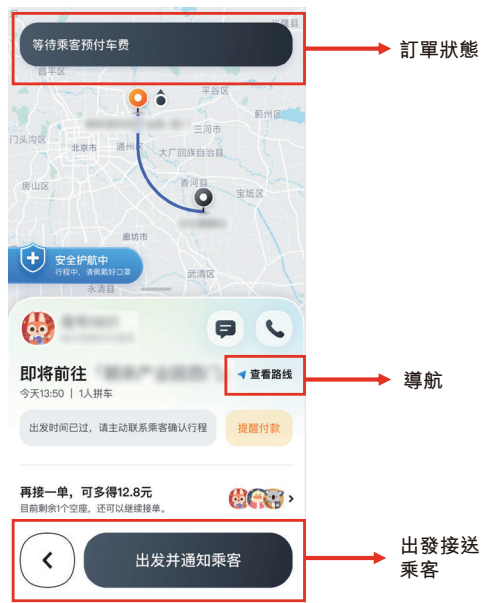 兴隆县
等待乘客预付车费
訂單狀態
昌平区
平谷区
蓟州区
三河市
门头沟区
北京市
通州区
大厂回族自治县
香河县
房山区
宝坻区
廊坊市
安全护航中
行程中，请佩戴好口罩
武清区
永清县
即将前往
查看路线
導航
今天13:50 | 1人拼车
出发时间已过，请主动联系乘客确认行程
提醒付款
再接一单，可多得12.8元
目前剩余1个空座，还可以继续接单。
出发并通知乘客
出發接送
乘客